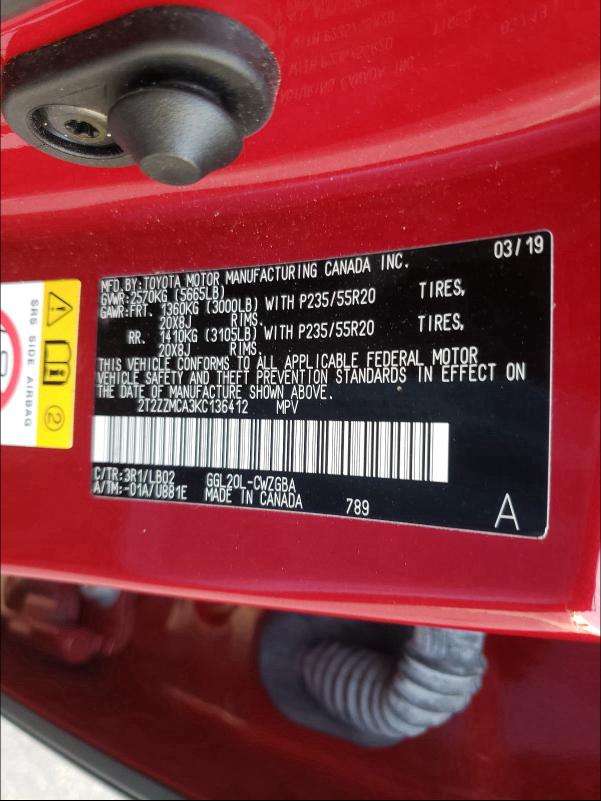 MFD. BY: TOYOTA MOTOR MANUFACTURING CANADA INC. 03/19
GVWR: 2570KG (5665LB)
GAWR: FRT. 1360KG (3000LB) WITH P235/55R20 TIRES,
20X8J RIMS.
RR. 1410KG (3105LB) WITH P235/55R20 TIRES,
20X8J RIMS.
THIS VEHICLE CONFORMS TO ALL APPLICABLE FEDERAL MOTOR
VEHICLE SAFETY AND THEFT PREVENTION STANDARDS IN EFFECT ON
THE DATE OF MANUFACTURE SHOWN ABOVE.
2T2ZZMCA3KC136412 MPV
C/TR: 3R1/LB02 GGL20L-CWZGBA
A/TM: -01A/U881E MADE IN CANADA 789
A
SRS SIDE AIRBAG
2